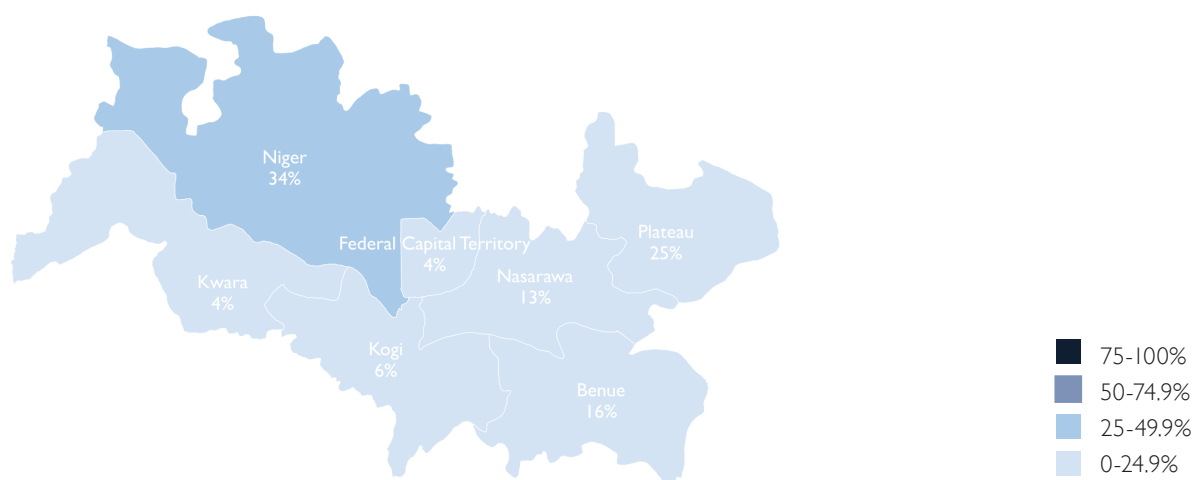 Niger
34%
Federal Capital Territory
4%
Plateau
25%
Nasarawa
13%
Kwara
4%
Kogi
6%
Benue
16%
75-100%
50-74.9%
25-49.9%
0-24.9%